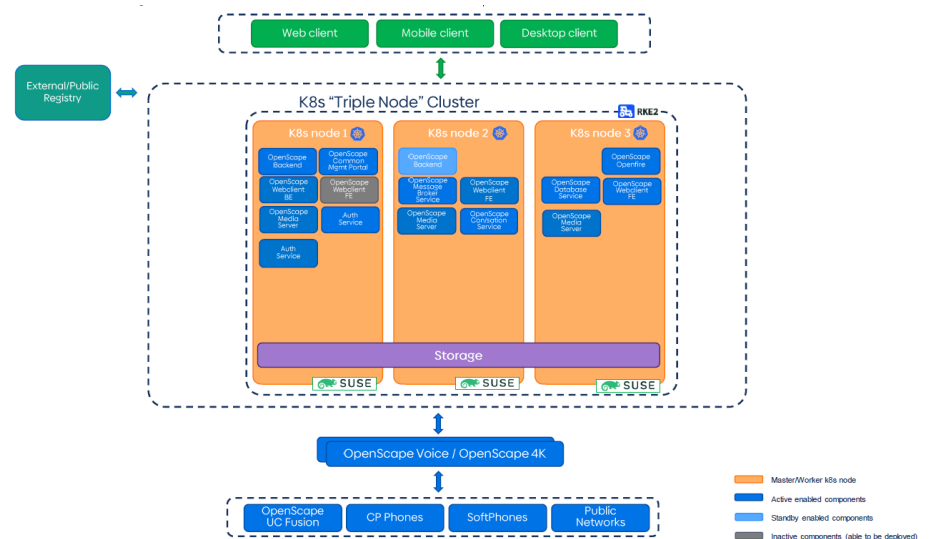 Web client
Mobile client
Desktop client
External/Public
Registry
K8s “Triple Node” Cluster
RKE2
K8s node 1
OpenScape
Backend
OpenScape
Common
Mgmt Portal
OpenScape
Webclient
BE
OpenScape
Webclient
FE
OpenScape
Media
Server
Auth
Service
Auth
Service
K8s node 2
OpenScape
Backend
OpenScape
Message
Broker
Service
OpenScape
Webclient
FE
OpenScape
Media
Server
OpenScape
Service
K8s node 3
OpenScape
Openfire
OpenScape
Database
Service
OpenScape
Webclient
FE
OpenScape
Media
Server
Storage
SUSE
SUSE
SUSE
OpenScape Voice / OpenScape 4K
OpenScape
UC Fusion
CP Phones
SoftPhones
Public
Networks
Master/Worker k8s node
Active enabled components
Standby enabled components
Inactive components (able to be deployed)